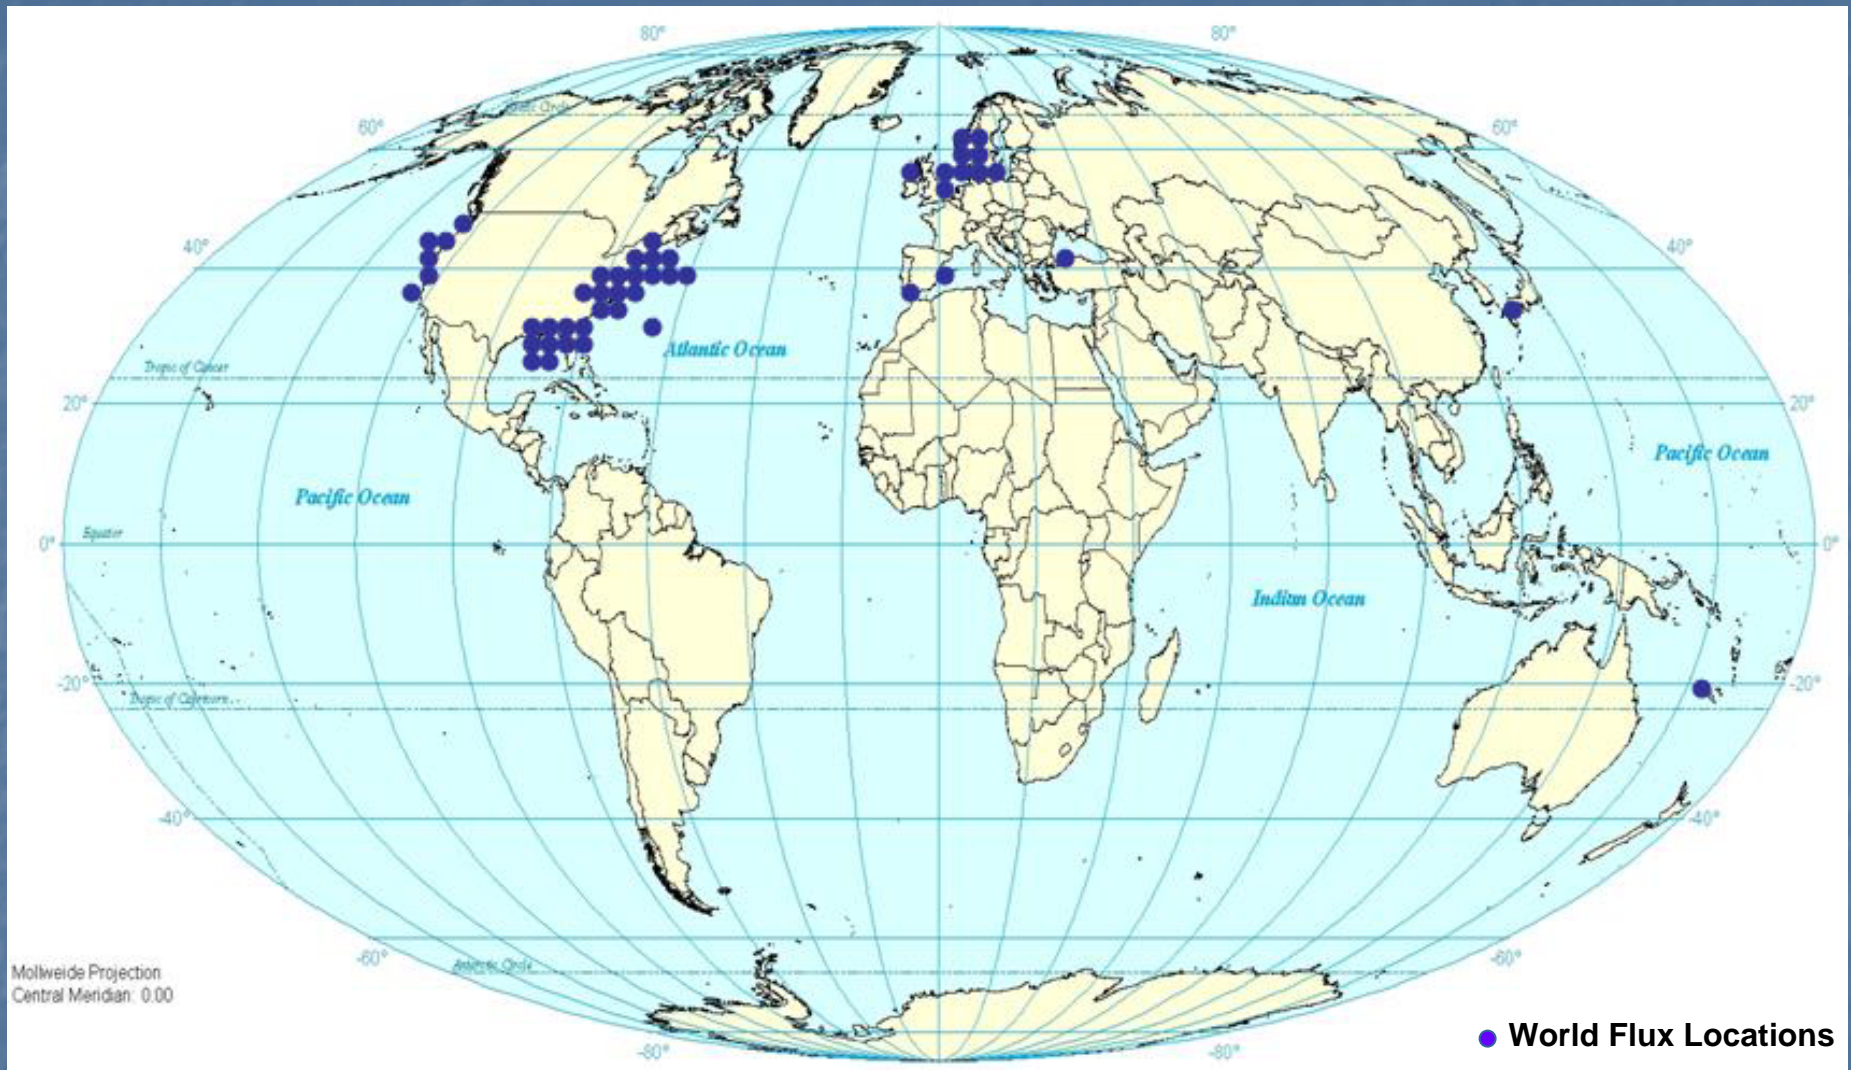 80° 80°
Arctic Circle
60° 60°
40° 40°
Atlantic Ocean
Tropic of Cancer
20° 20°
Pacific Ocean
Pacific Ocean
Equator
0° 0°
Indian Ocean
-20° -20°
Tropic of Capricorn
-40° -40°
-60° -60°
Antarctic Circle
Mollweide Projection
Central Meridian: 0.00
World Flux Locations
-80° -80°